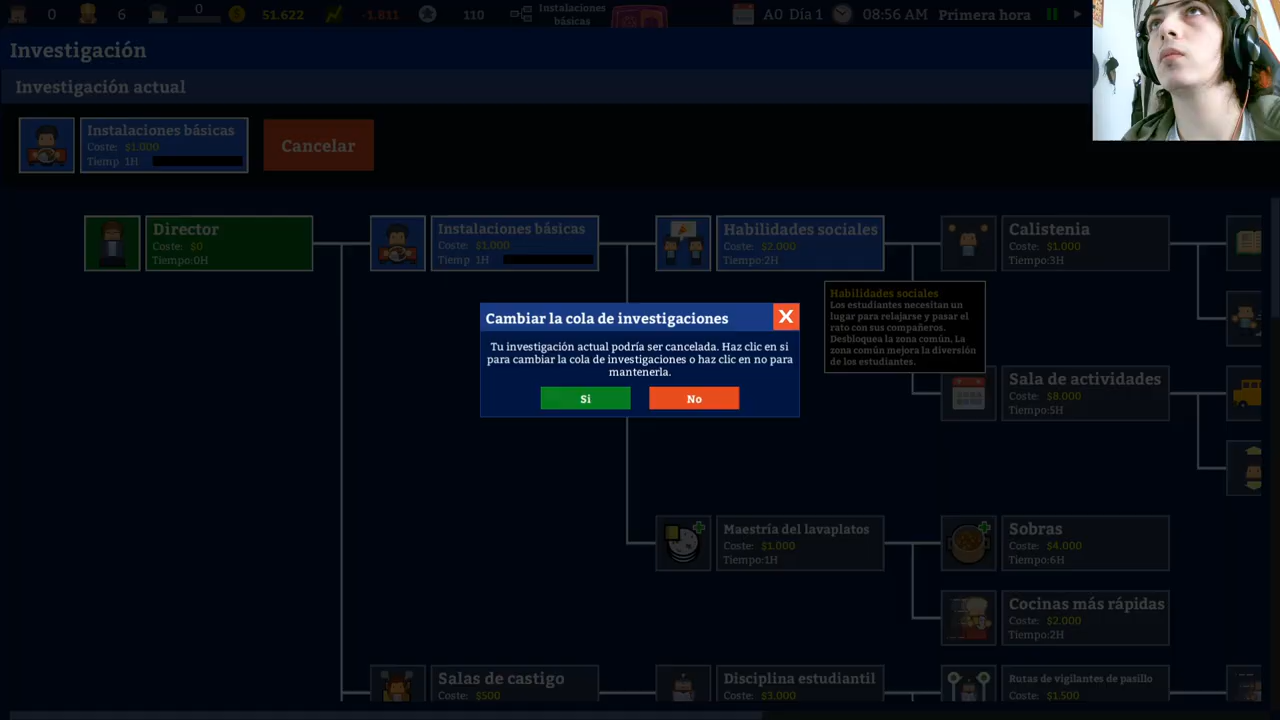 0
6
0
51.622
-1.811
110
Instalaciones
básicas
A0 Día 1
08:56 AM
Primera hora
Investigación
Investigación actual
Instalaciones básicas
Coste: $1.000
Tiemp 1H
Cancelar
Director
Coste: $0
Tiempo:0H
Instalaciones básicas
Coste: $1.000
Tiemp 1H
Habilidades sociales
Coste: $2.000
Tiempo:2H
Calistenia
Coste: $1.000
Tiempo:3H
Habilidades sociales
Los estudiantes necesitan un
lugar para relajarse y pasar el
rato con sus compañeros.
Desbloquea la zona común. La
zona común mejora la diversión
de los estudiantes.
Cambiar la cola de investigaciones
X
Tu investigación actual podría ser cancelada. Haz clic en si
para cambiar la cola de investigaciones o haz clic en no para
mantenerla.
Si
No
Sala de actividades
Coste: $8.000
Tiempo:5H
Maestría del lavaplatos
Coste: $1.000
Tiempo:1H
Sobras
Coste: $4.000
Tiempo:6H
Cocinas más rápidas
Coste: $2.000
Tiempo:2H
Salas de castigo
Coste: $500
Disciplina estudiantil
Coste: $3.000
Rutas de vigilantes de pasillo
Coste: $1.500